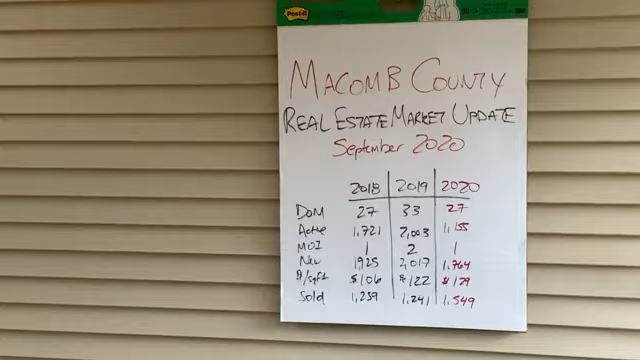 Post-it
MACOMB COUNTY
REAL ESTATE MARKET UPDATE
September 2020
2018 2019 2020
DOM 27 33 27
Active 1,721 2,003 1,155
MOI 1 2 1
New 1925 2,017 1,764
$/sqft $106 $122 $129
Sold 1,239 1,241 1,549